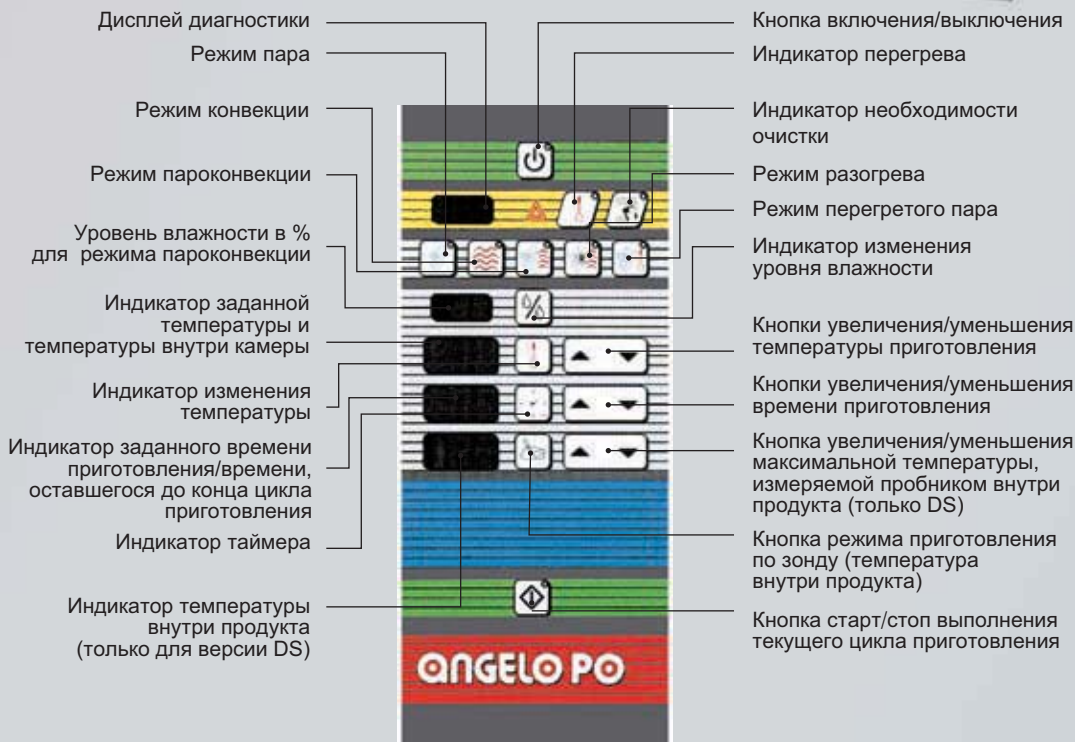 Дисплей диагностики
Режим пара
Режим конвекции
Режим пароконвекции
Уровень влажности в %
для режима пароконвекции
Индикатор заданной
температуры и
температуры внутри камеры
Индикатор изменения
температуры
Индикатор заданного времени
приготовления/времени,
оставшегося до конца цикла
приготовления
Индикатор таймера
Индикатор температуры
внутри продукта
(только для версии DS)
Кнопка включения/выключения
Индикатор перегрева
Индикатор необходимости
очистки
Режим разогрева
Режим перегретого пара
Индикатор изменения
уровня влажности
Кнопки увеличения/уменьшения
температуры приготовления
Кнопки увеличения/уменьшения
времени приготовления
Кнопка увеличения/уменьшения
максимальной температуры,
измеряемой пробником внутри
продукта (только DS)
Кнопка режима приготовления
по зонду (температура
внутри продукта)
Кнопка старт/стоп выполнения
текущего цикла приготовления
%
ANGELO PO